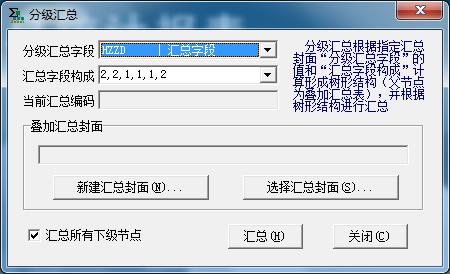 分级汇总
分级汇总字段 HZZD | 汇总字段
汇总字段构成 2,2,1,1,1,2
当前汇总编码
分级汇总根据指定汇总
封面“分级汇总字段”的
值和“汇总字段构成”计
算形成树形结构（父节点
为叠加汇总表），并根据
树形结构进行汇总
叠加汇总封面
新建汇总封面(N)... 选择汇总封面(S)...
汇总所有下级节点 汇总(H) 关闭(C)